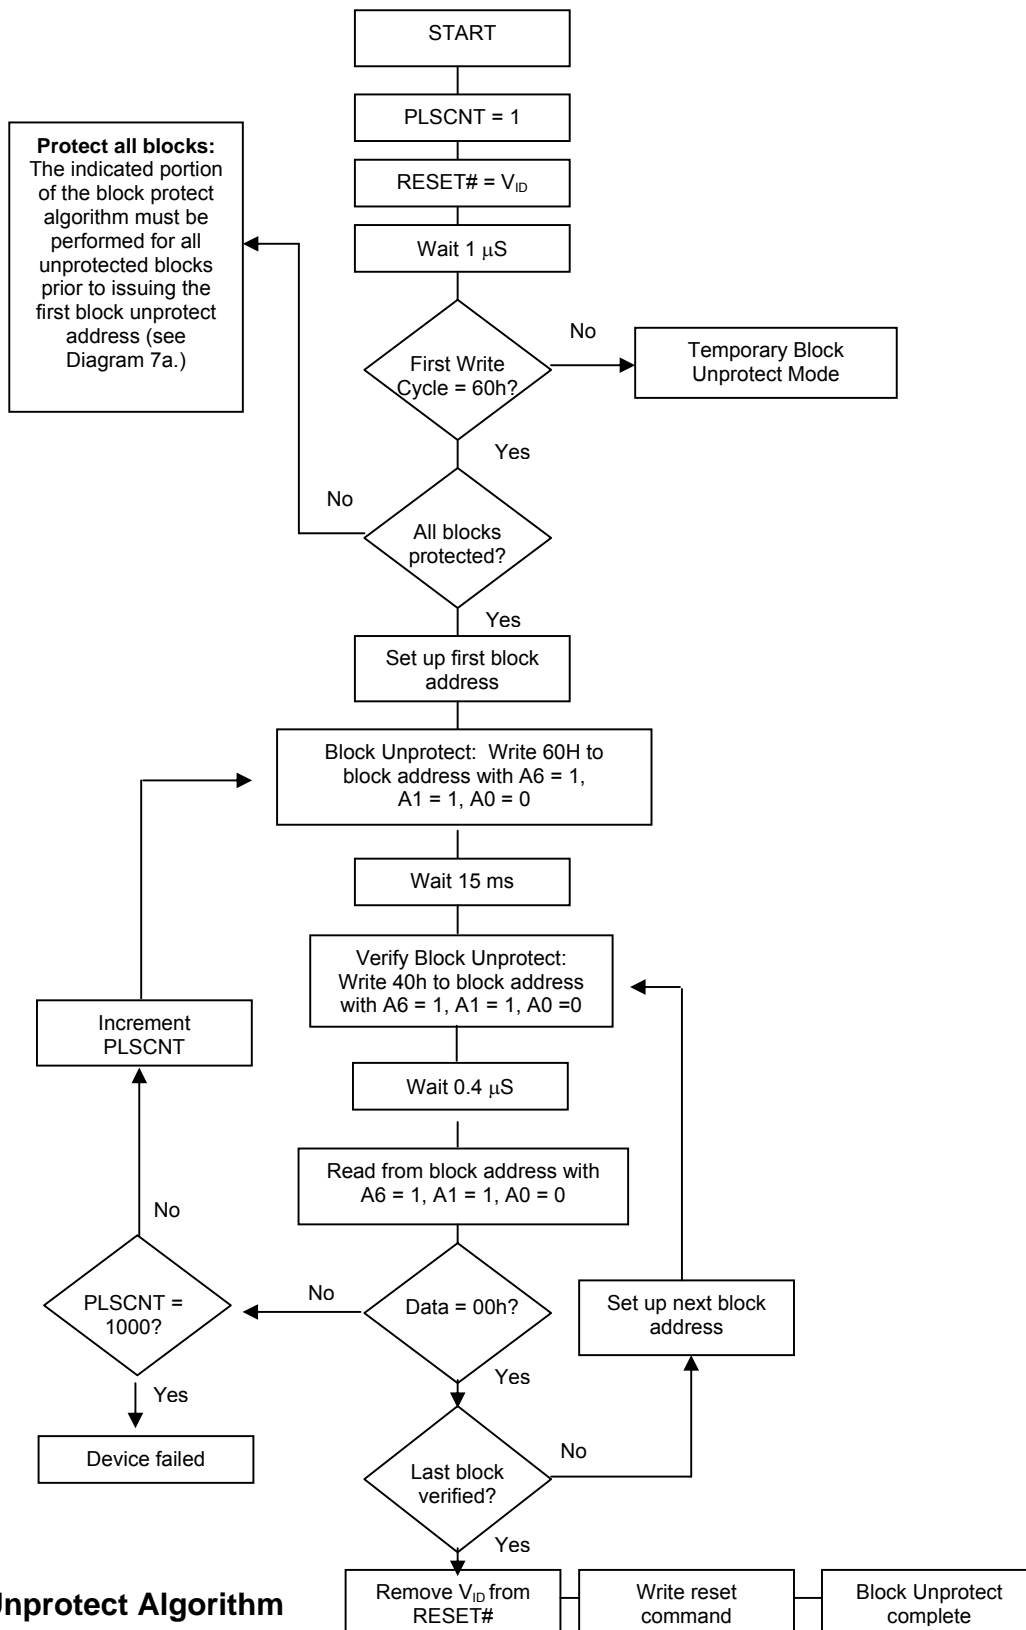 START
PLSCNT = 1
RESET# = VID
Wait 1 μS
Protect all blocks:
The indicated portion
of the block protect
algorithm must be
performed for all
unprotected blocks
prior to issuing the
first block unprotect
address (see
Diagram 7a.)
First Write
Cycle = 60h?
No
Temporary Block
Unprotect Mode
Yes
No
All blocks
protected?
Yes
Set up first block
address
Block Unprotect: Write 60H to
block address with A6 = 1,
A1 = 1, A0 = 0
Wait 15 ms
Verify Block Unprotect:
Write 40h to block address
with A6 = 1, A1 = 1, A0 =0
Increment
PLSCNT
Wait 0.4 μS
Read from block address with
A6 = 1, A1 = 1, A0 = 0
No
PLSCNT =
1000?
No
Data = 00h?
Set up next block
address
Yes
Yes
Device failed
No
Last block
verified?
Yes
Unprotect Algorithm
Remove VID from
RESET#
Write reset
command
Block Unprotect
complete